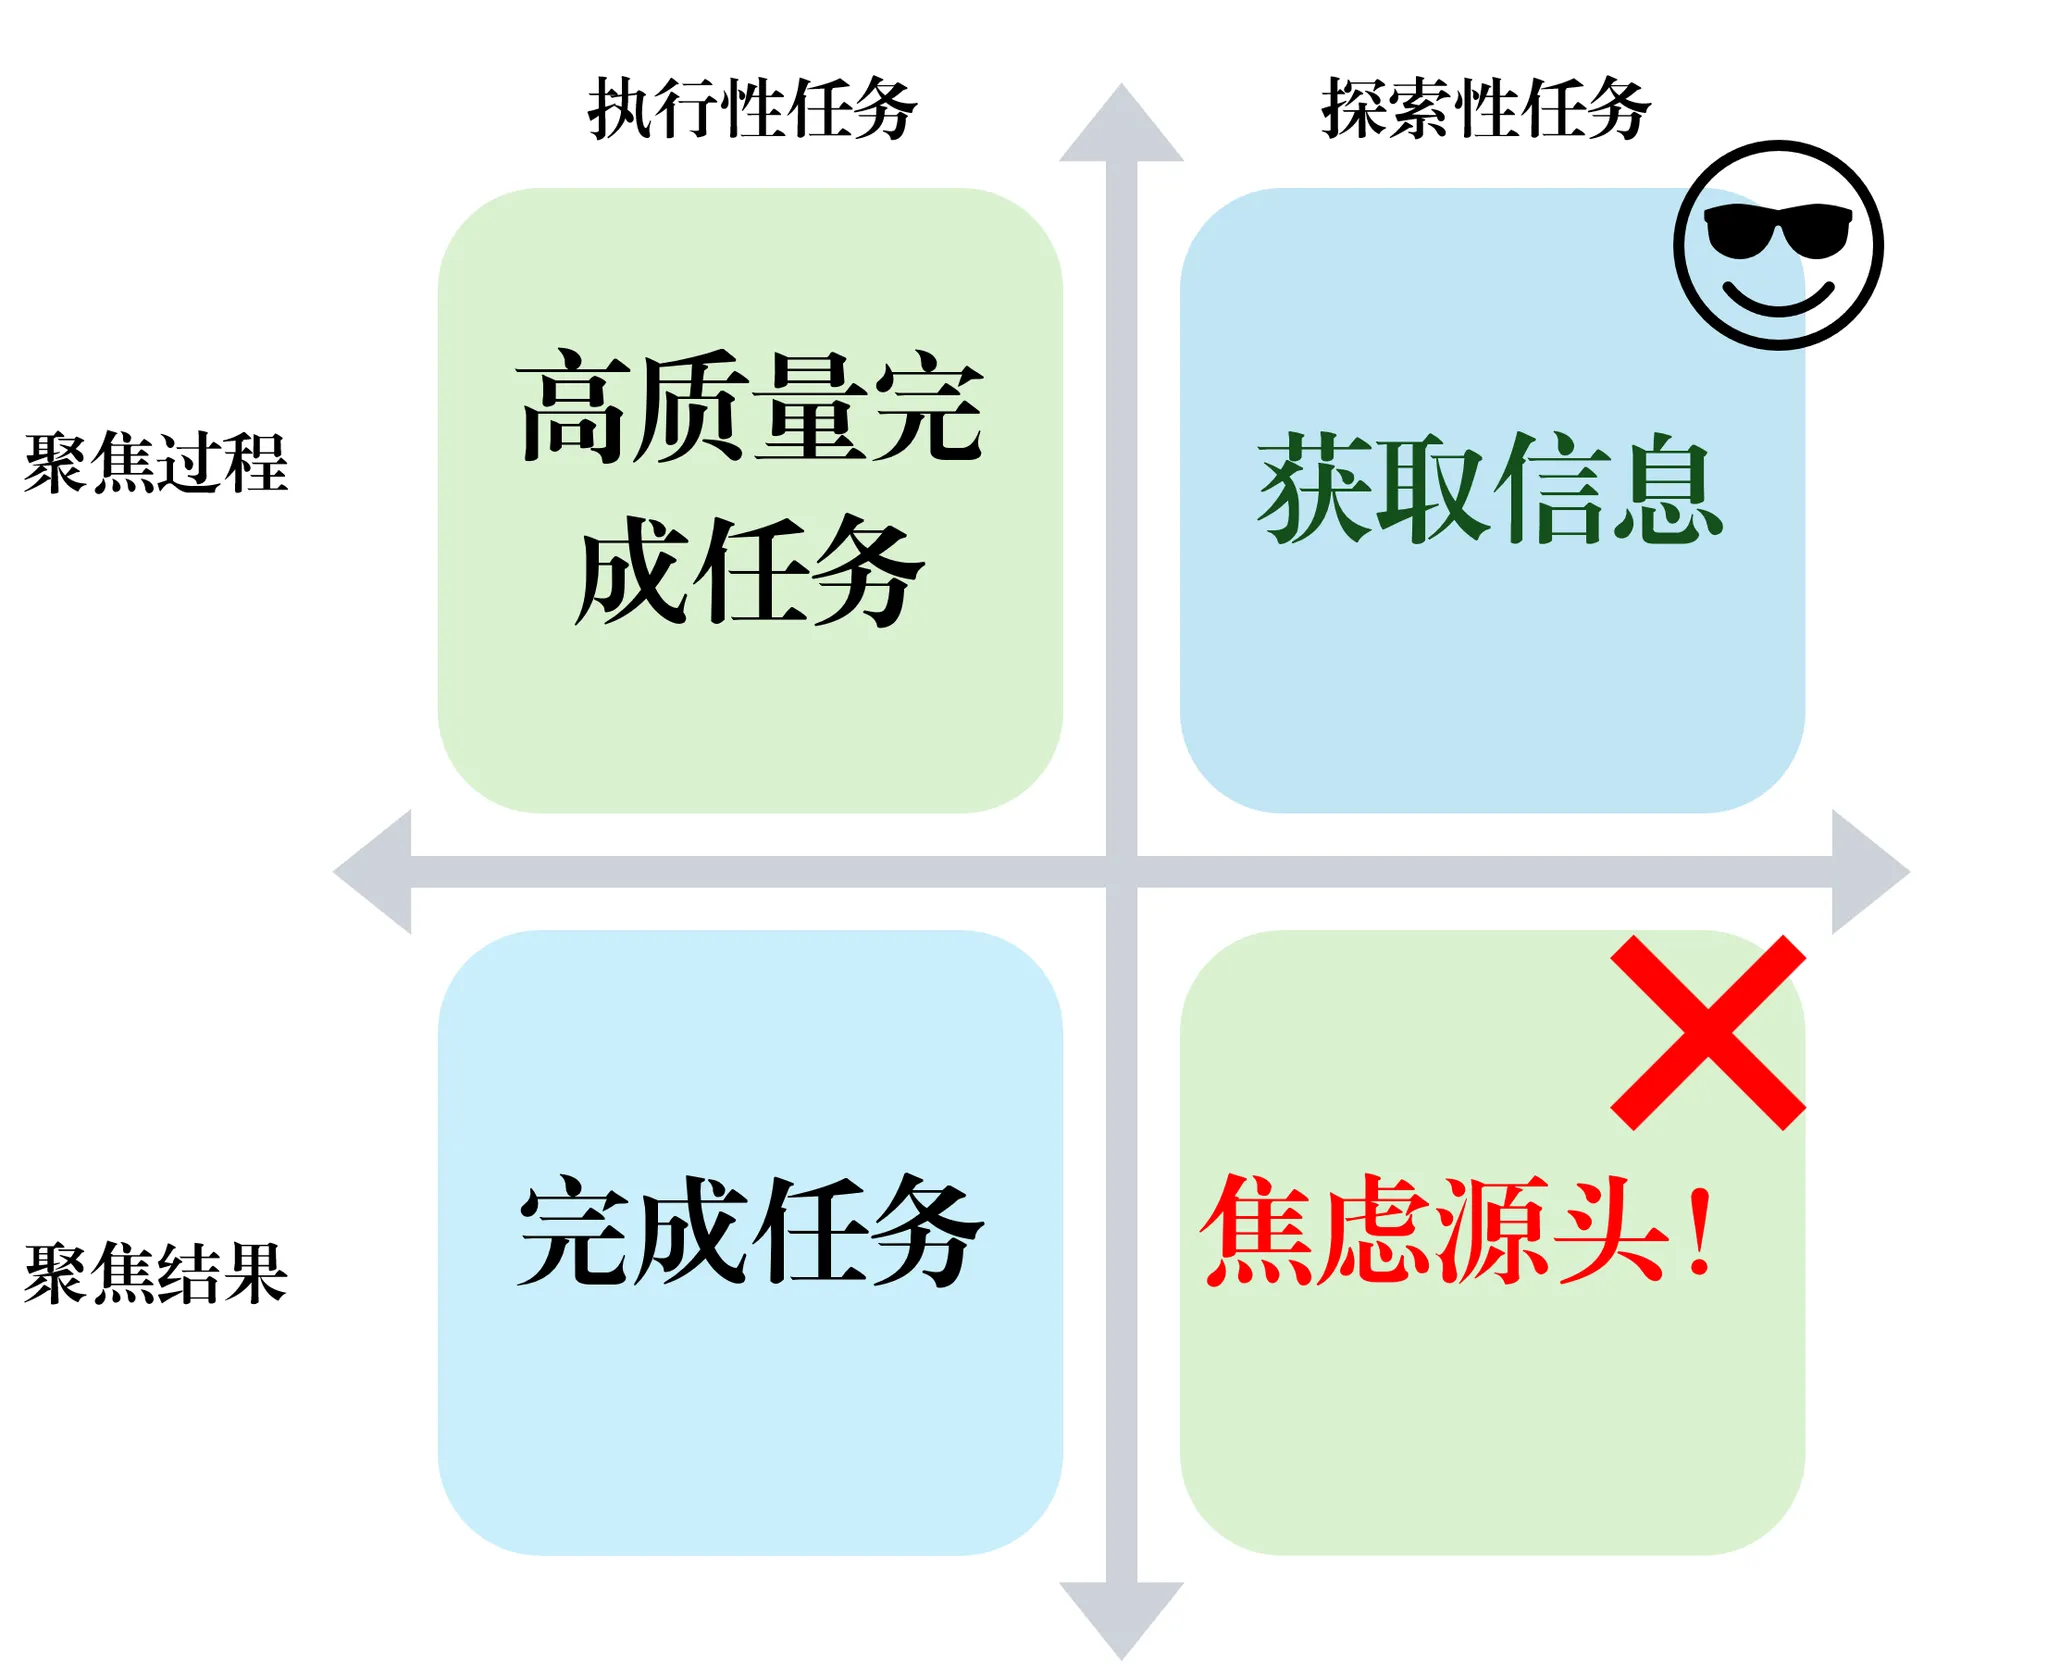 执行性任务
探索性任务
聚焦过程
高质量完
成任务
获取信息
聚焦结果
完成任务
焦虑源头！